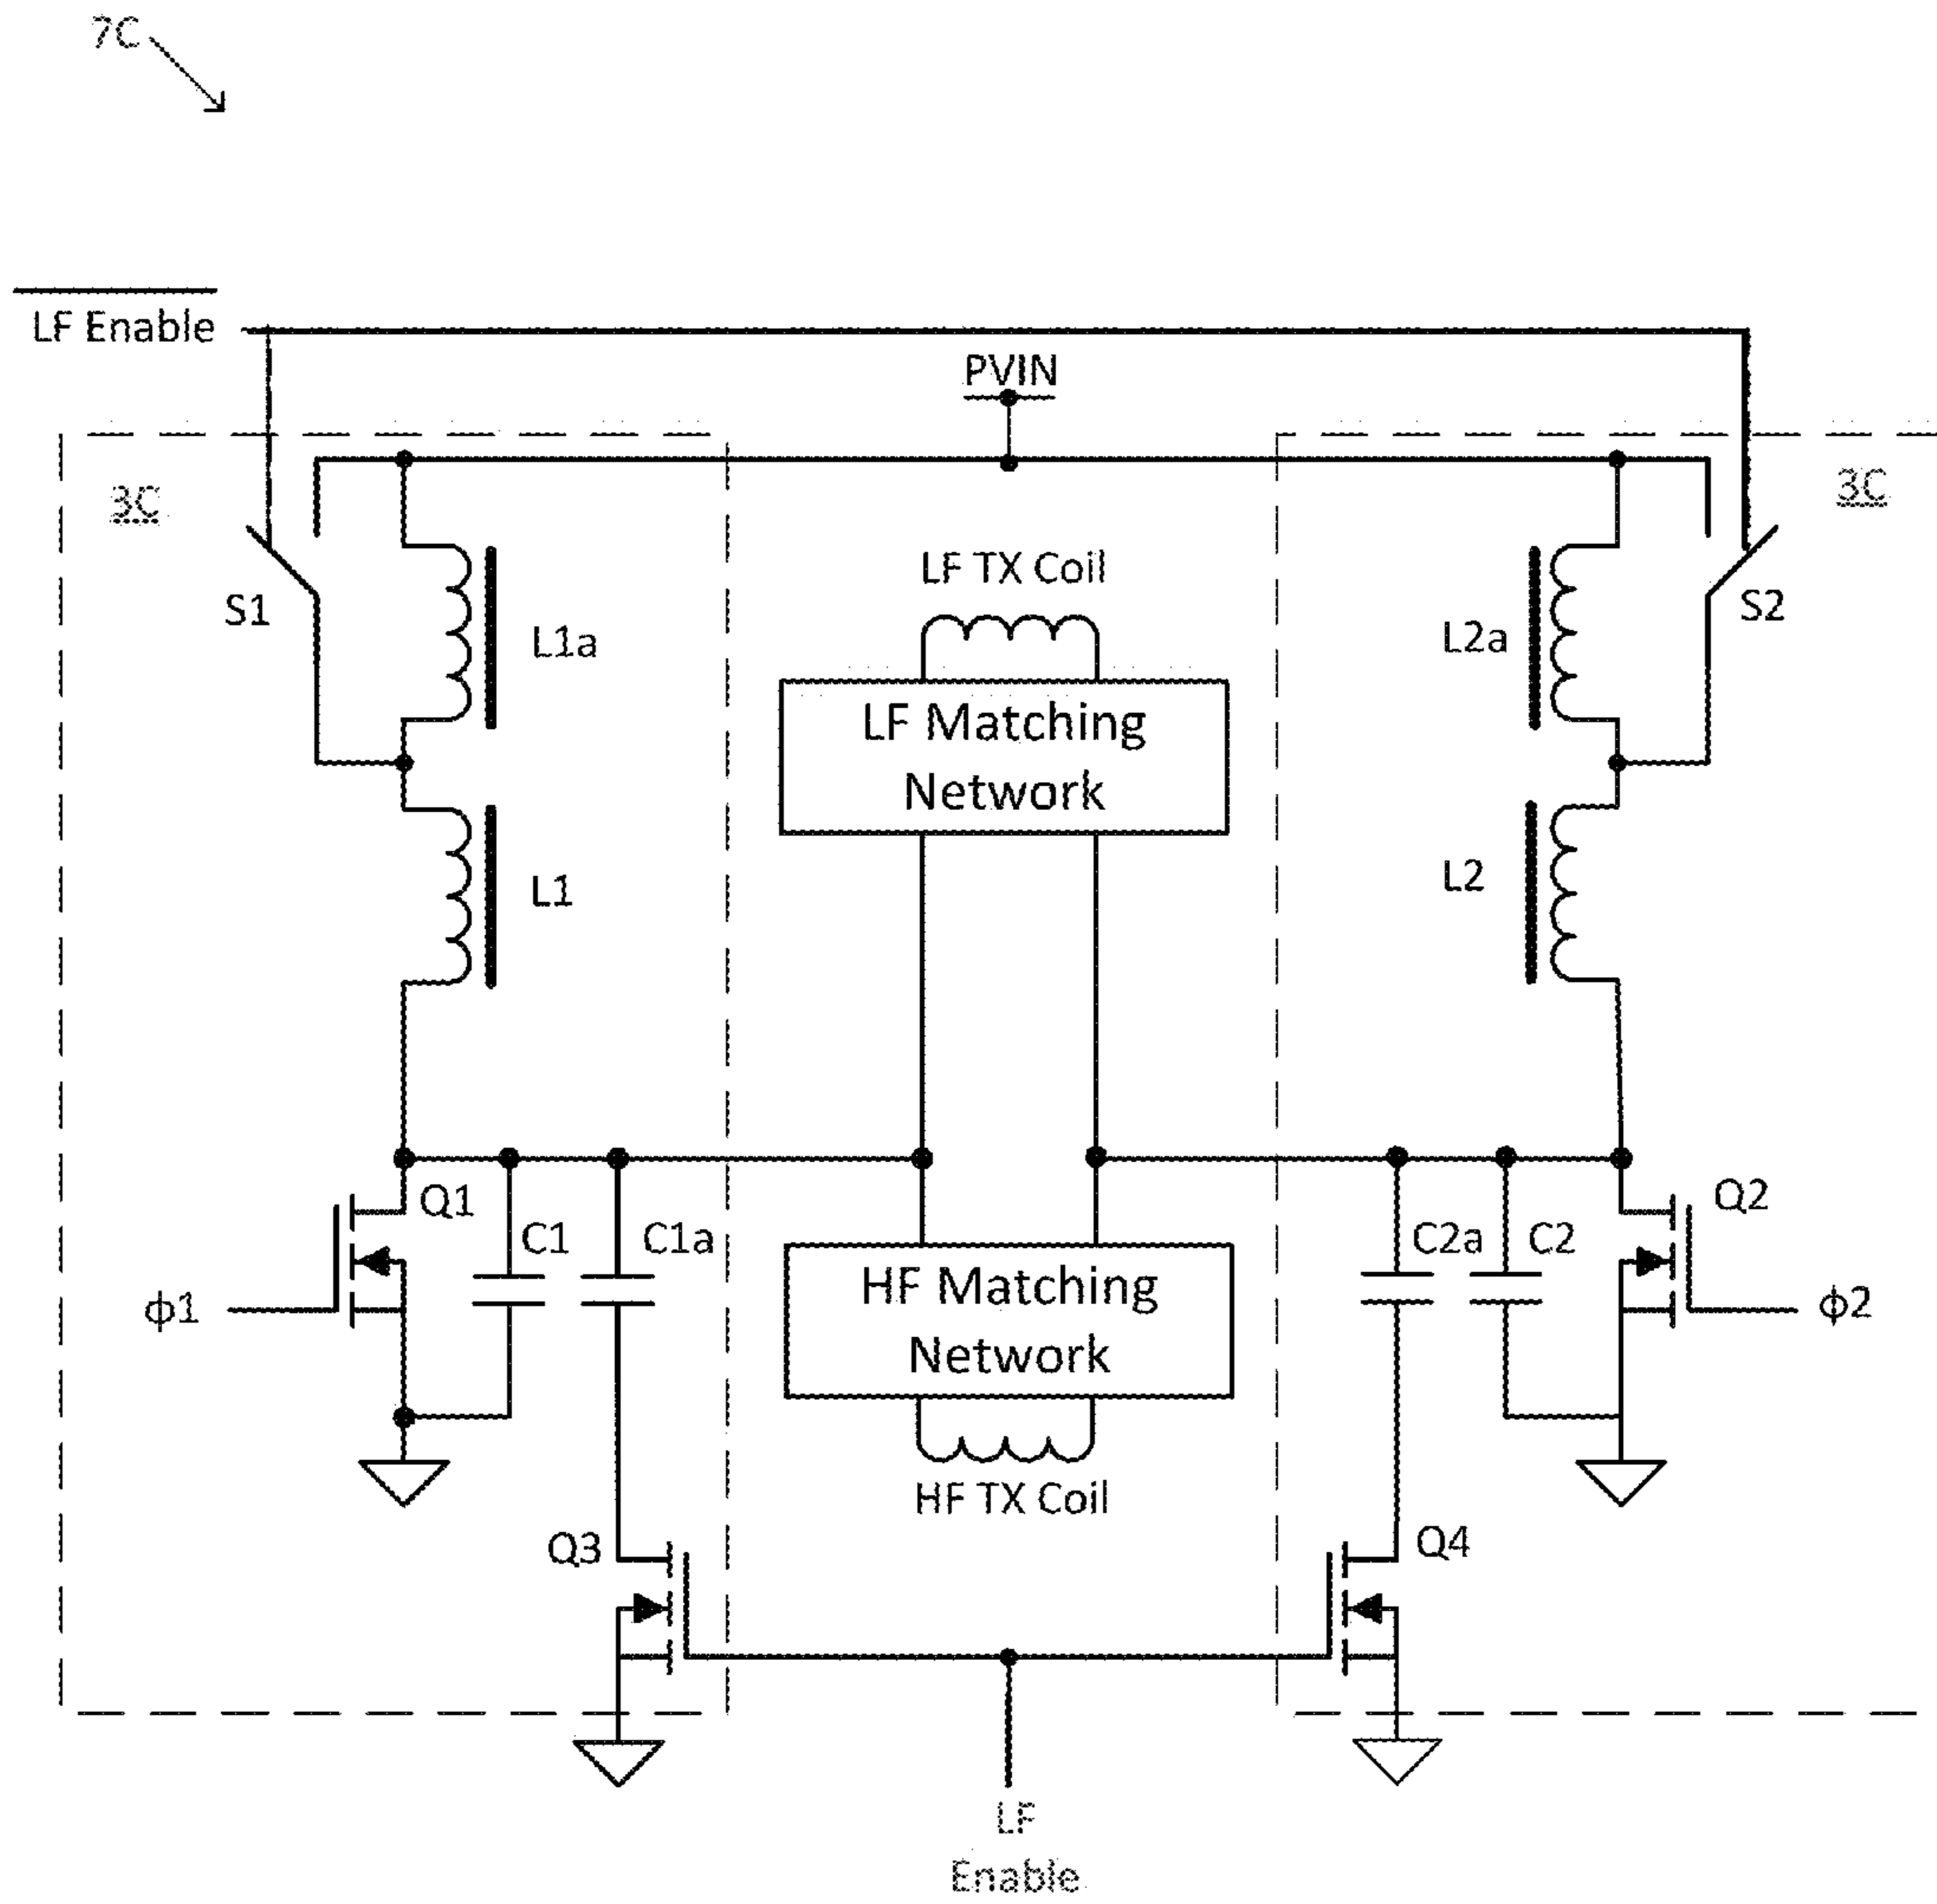 7C
LF Enable
PVIN
3C
3C
LF TX Coil
S1
S2
L1a
L2a
LF Matching
Network
L1
L2
Q1
Q2
C1
C1a
C2a
C2
HF Matching
Network
ϕ1
ϕ2
HF TX Coil
Q3
Q4
LF
Enable